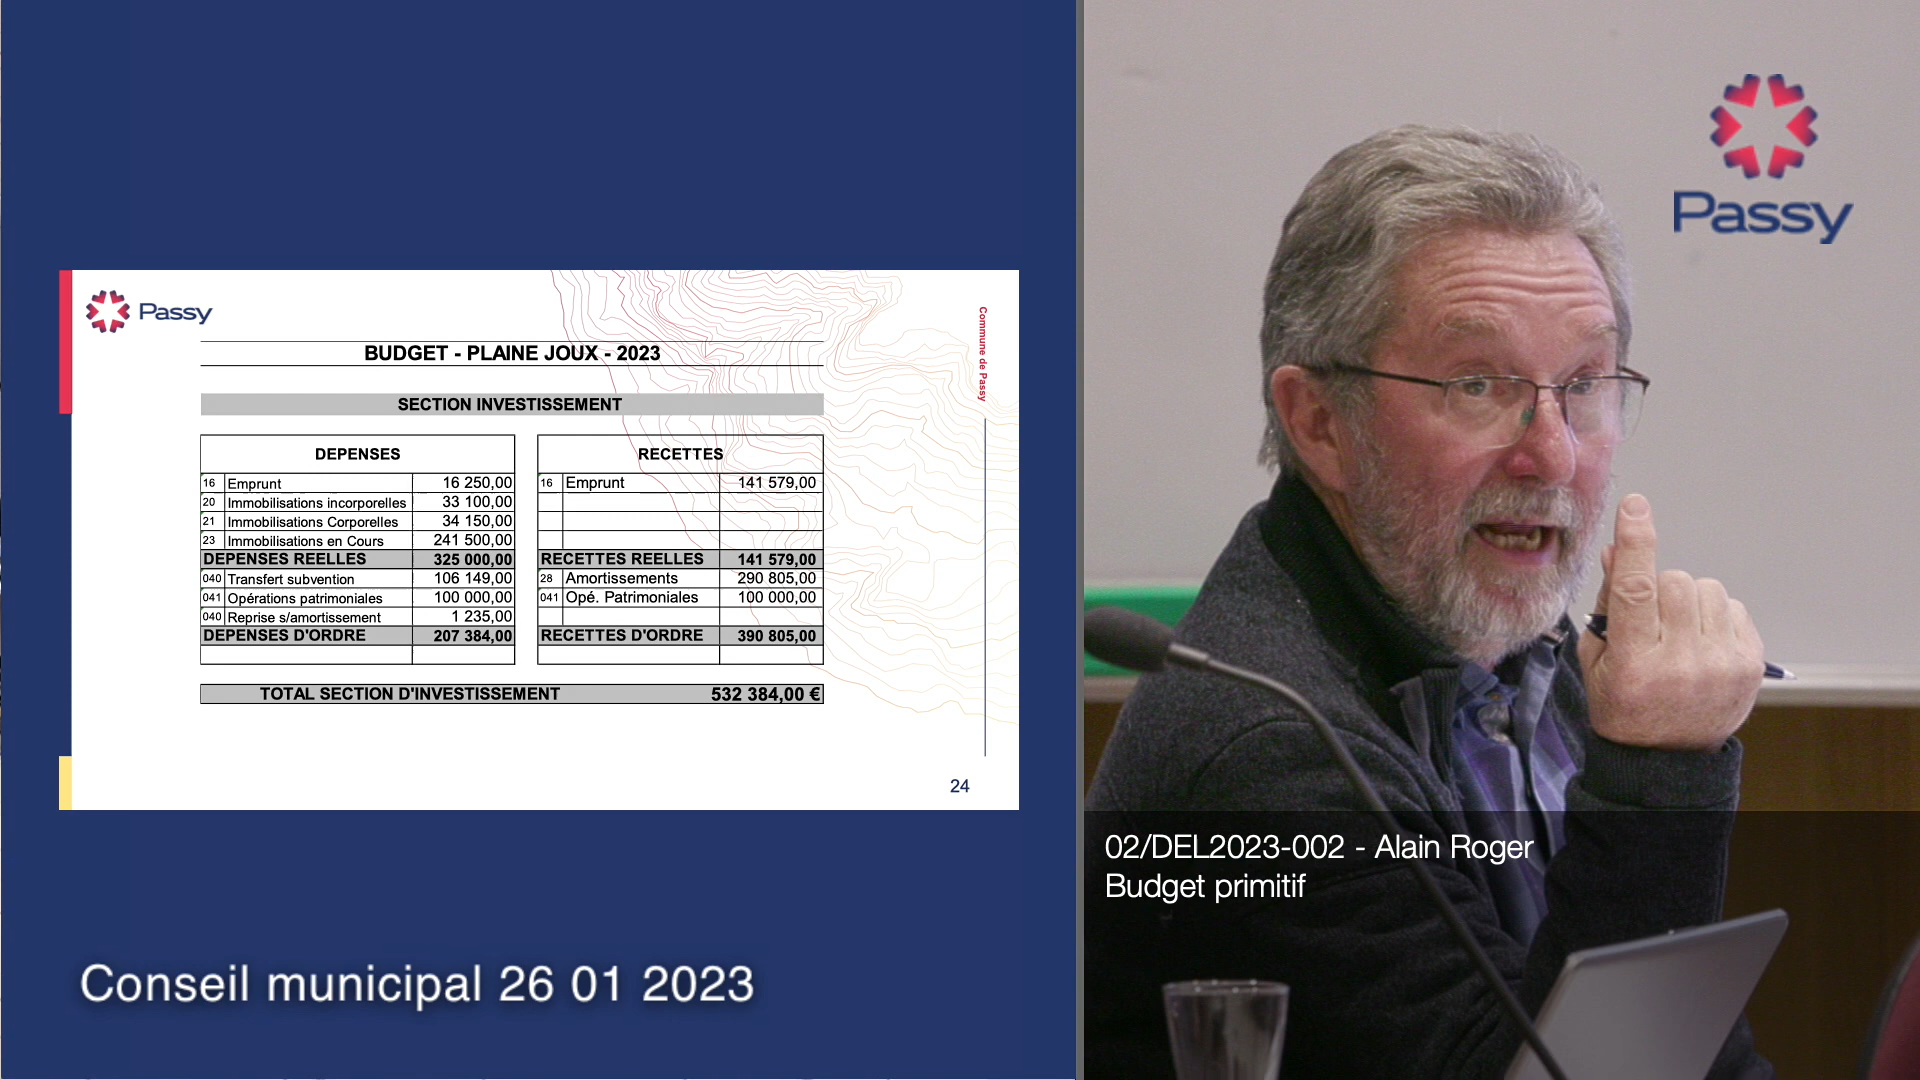 Passy
BUDGET - PLAINE JOUX - 2023
SECTION INVESTISSEMENT
DEPENSES
16 Emprunt 16 250,00
20 Immobilisations incorporelles 33 100,00
21 Immobilisations Corporelles 34 150,00
23 Immobilisations en Cours 241 500,00
DEPENSES REELLES 325 000,00
040 Transfert subvention 106 149,00
041 Opérations patrimoniales 100 000,00
040 Reprise s/amortissement 1 235,00
DEPENSES D'ORDRE 207 384,00
RECETTES
16 Emprunt 141 579,00
RECETTES REELLES 141 579,00
28 Amortissements 290 805,00
041 Opé. Patrimoniales 100 000,00
RECETTES D'ORDRE 390 805,00
TOTAL SECTION D'INVESTISSEMENT 532 384,00 €
Commune de Passy
24
Conseil municipal 26 01 2023
Passy
02/DEL2023-002 - Alain Roger
Budget primitif